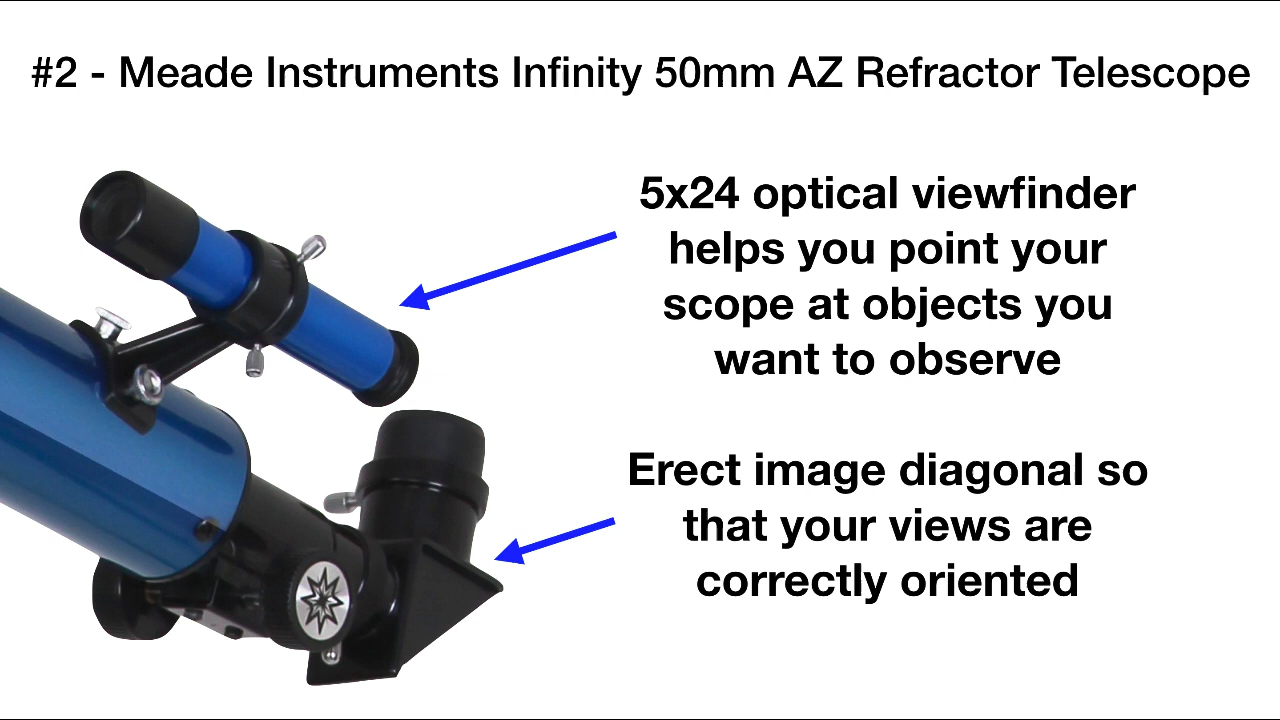 #2 - Meade Instruments Infinity 50mm AZ Refractor Telescope
5x24 optical viewfinder
helps you point your
scope at objects you
want to observe
Erect image diagonal so
that your views are
correctly oriented